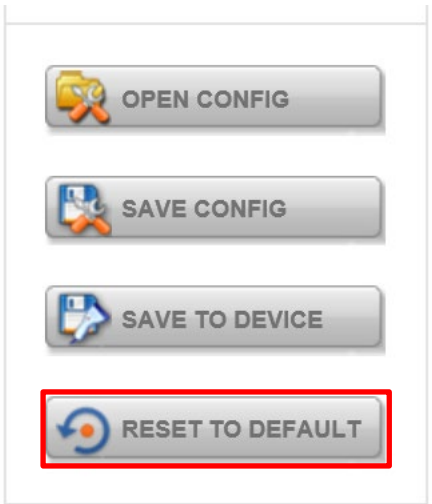 OPEN CONFIG
SAVE CONFIG
SAVE TO DEVICE
RESET TO DEFAULT